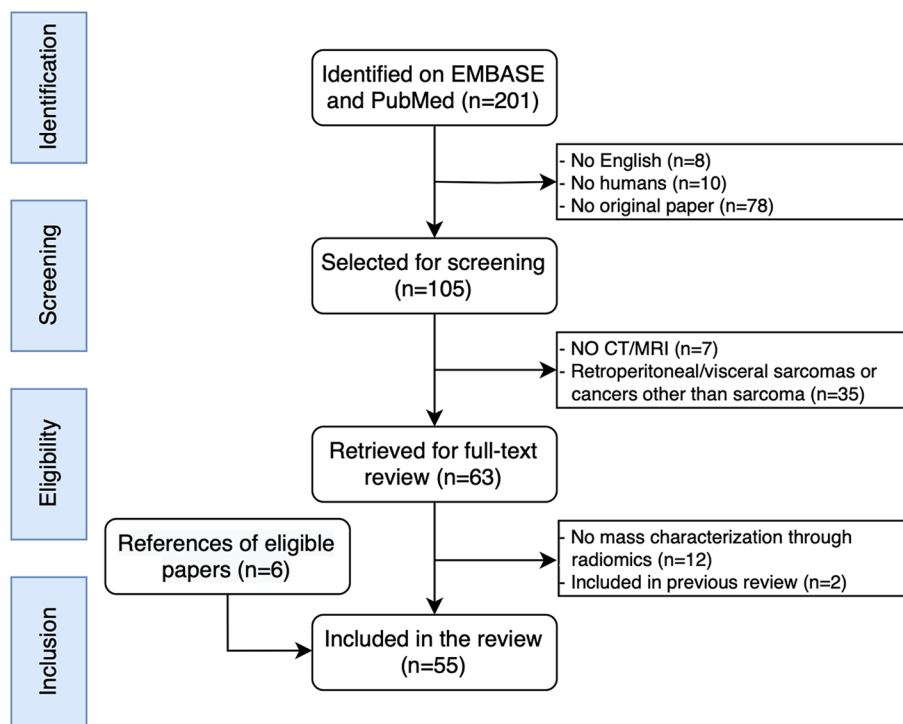 Identification
Identified on EMBASE
and PubMed (n=201)
- No English (n=8)
- No humans (n=10)
- No original paper (n=78)
Screening
Selected for screening
(n=105)
- NO CT/MRI (n=7)
- Retroperitoneal/visceral sarcomas or
cancers other than sarcoma (n=35)
Eligibility
Retrieved for full-text
review (n=63)
References of eligible
papers (n=6)
- No mass characterization through
radiomics (n=12)
- Included in previous review (n=2)
Inclusion
Included in the review
(n=55)